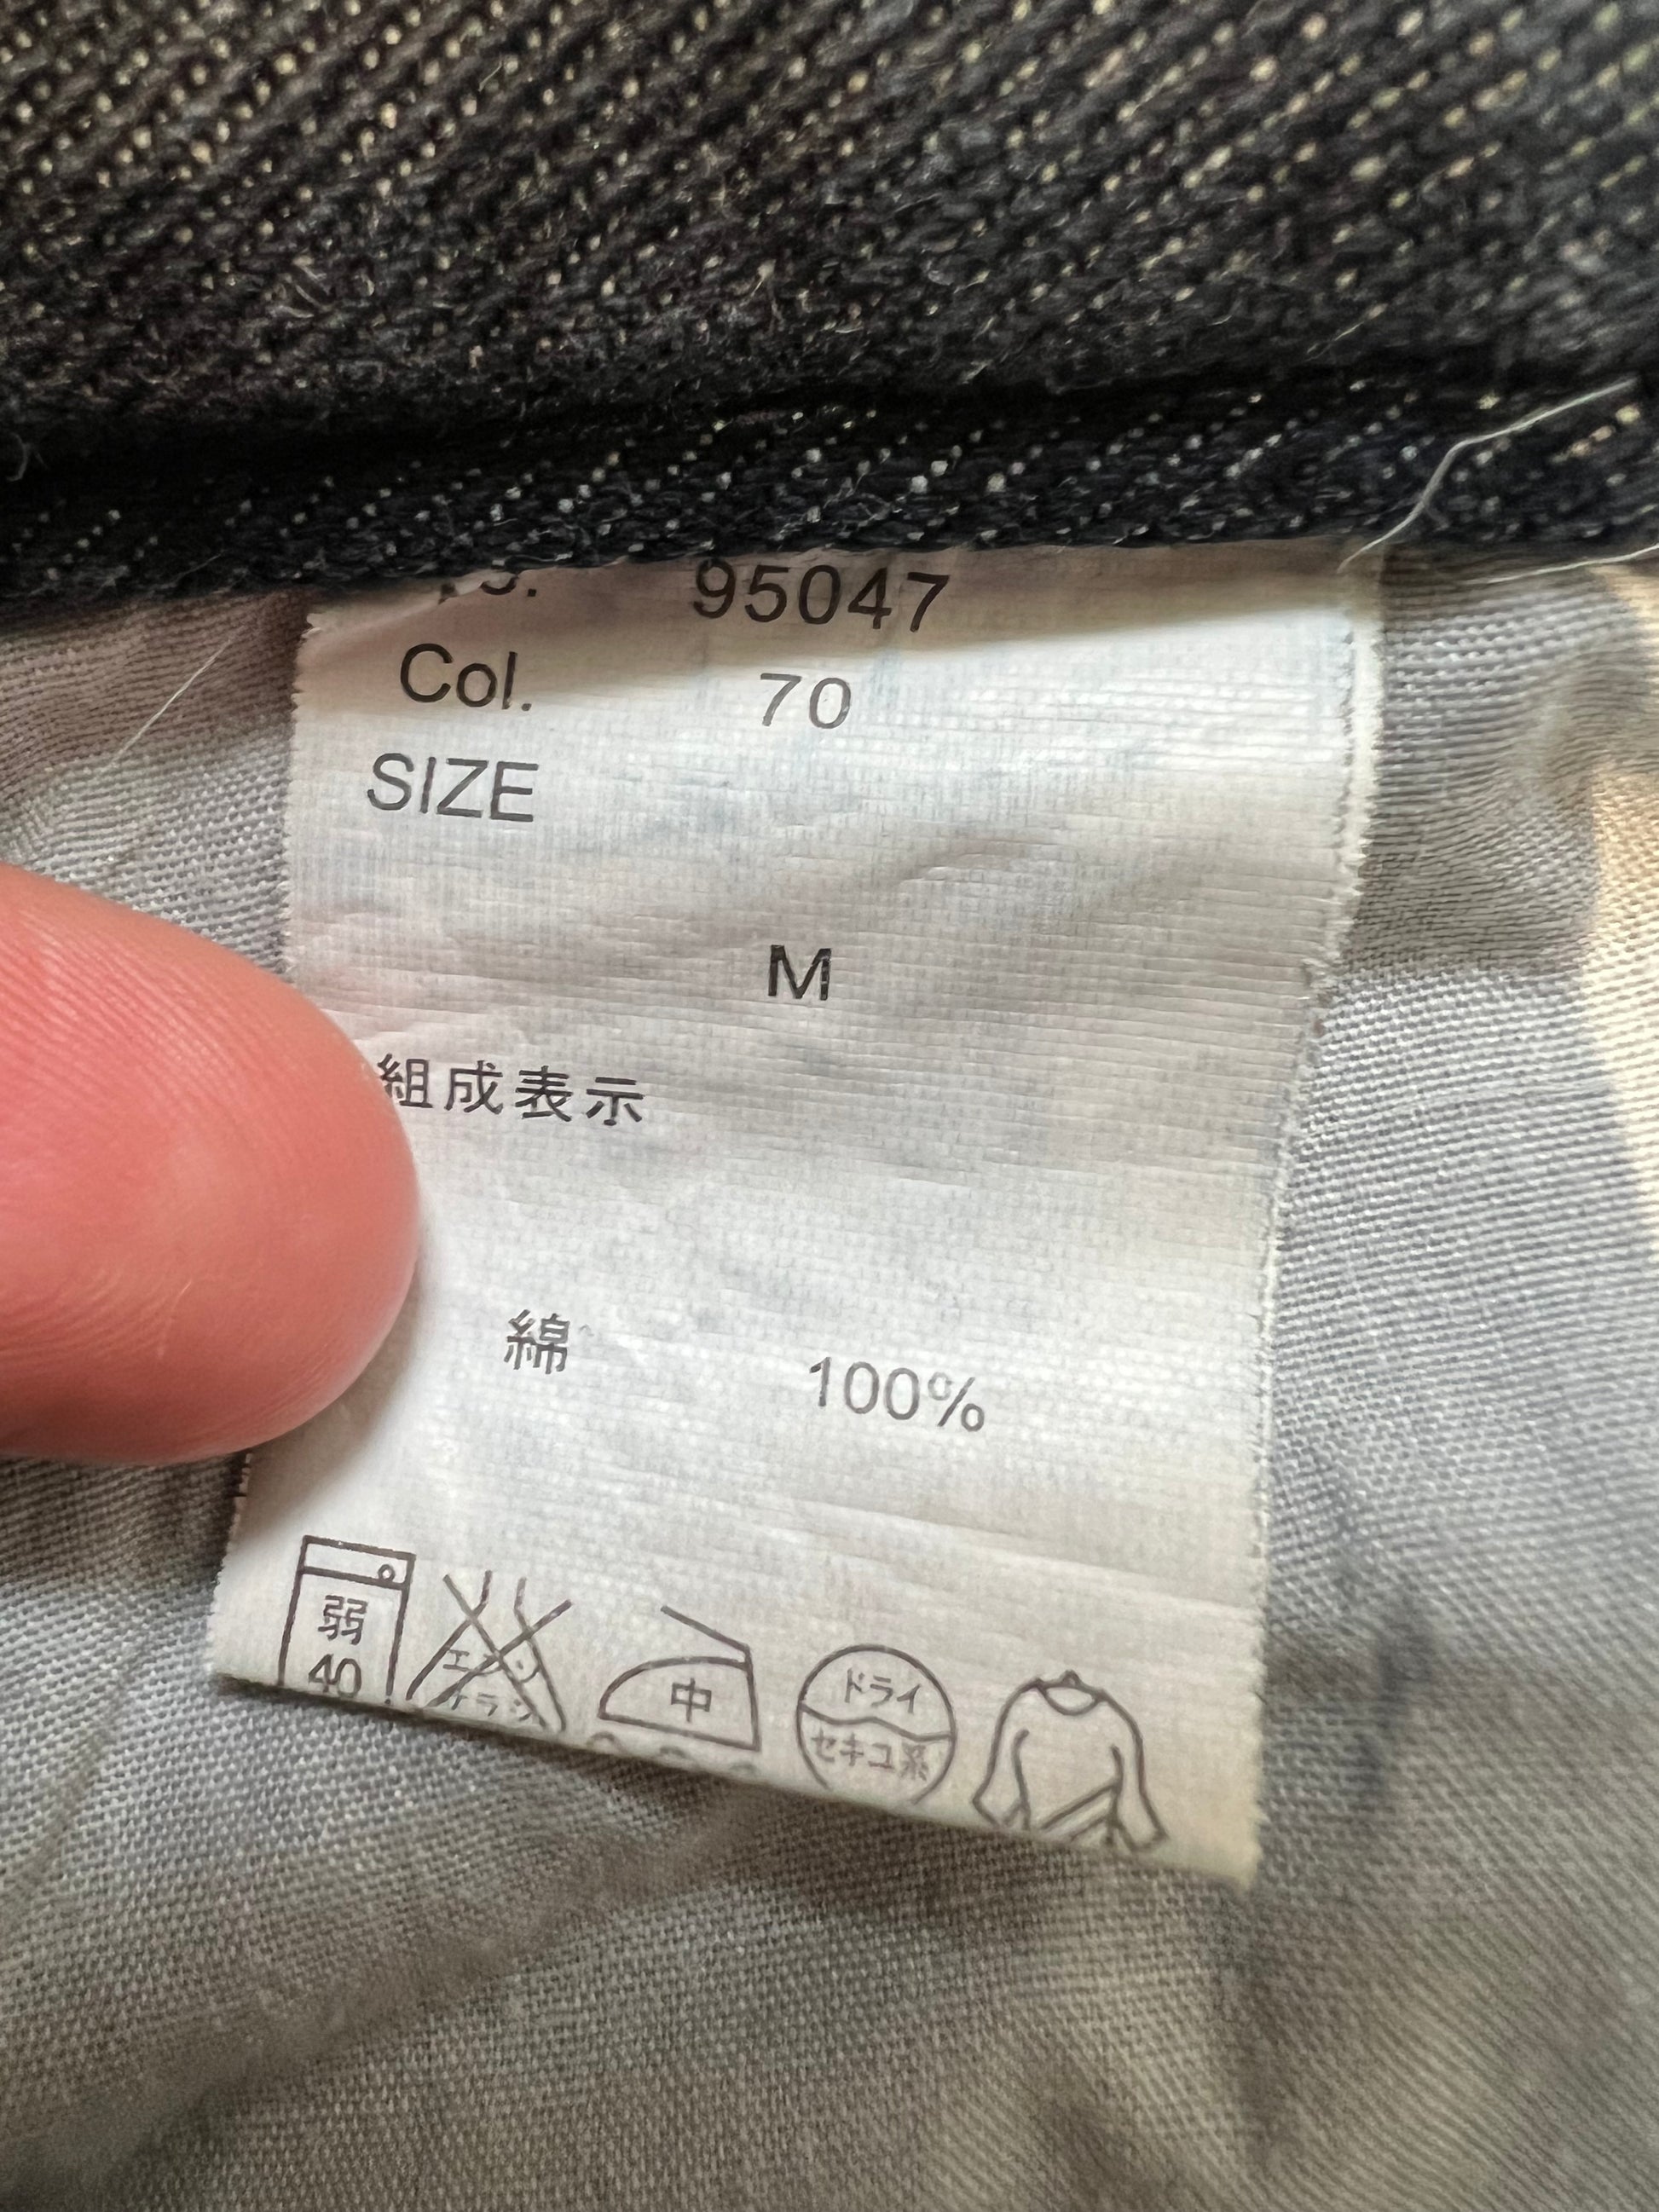 95047
Col. 70
SIZE
M
組成表示
綿 100%
弱 中 ドライ
40 セキユ系